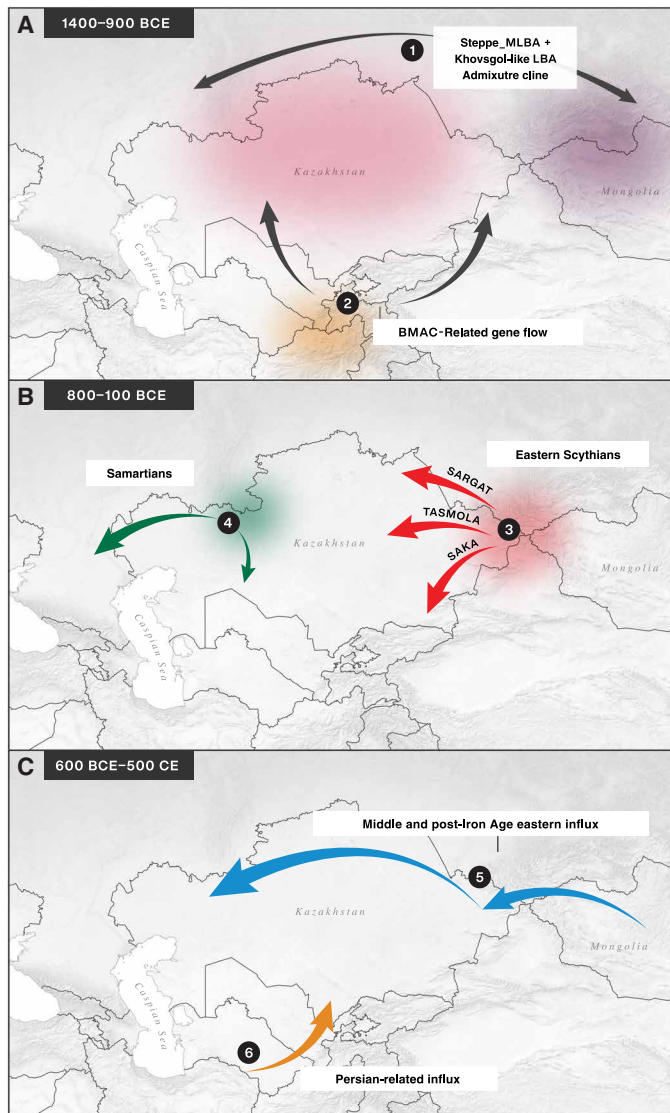 A
1400–900 BCE
1
Steppe_MLBA +
Khovsgol-like LBA
Admixutre cline
Kazakhstan
Mongolia
Caspian Sea
2
BMAC-Related gene flow
B
800–100 BCE
Samartians
Eastern Scythians
SARGAT
4
TASMOLA
3
SAKA
Kazakhstan
Mongolia
Caspian Sea
C
600 BCE–500 CE
Middle and post-Iron Age eastern influx
5
Kazakhstan
Mongolia
Caspian Sea
6
Persian-related influx